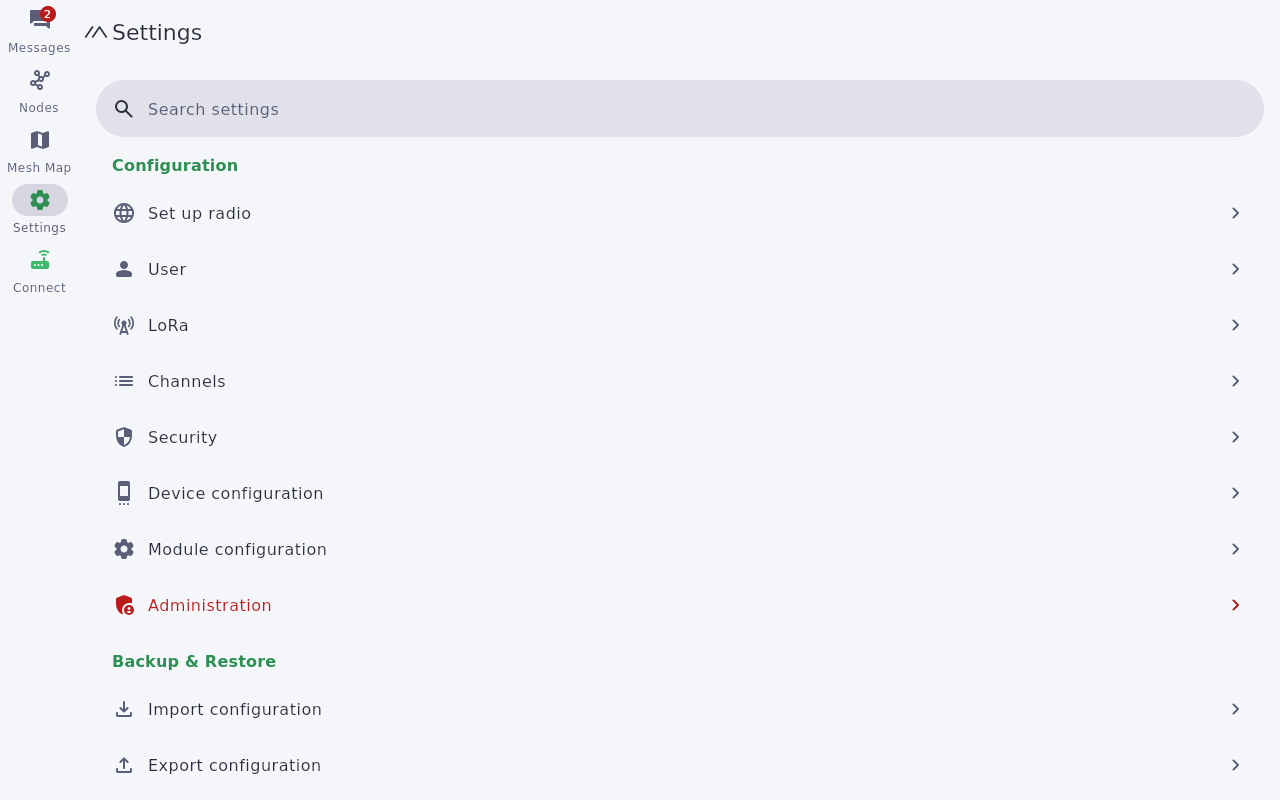 2
Messages
Nodes
Mesh Map
Settings
Connect
Settings
Search settings
Configuration
Set up radio
User
LoRa
Channels
Security
Device configuration
Module configuration
Administration
Backup & Restore
Import configuration
Export configuration